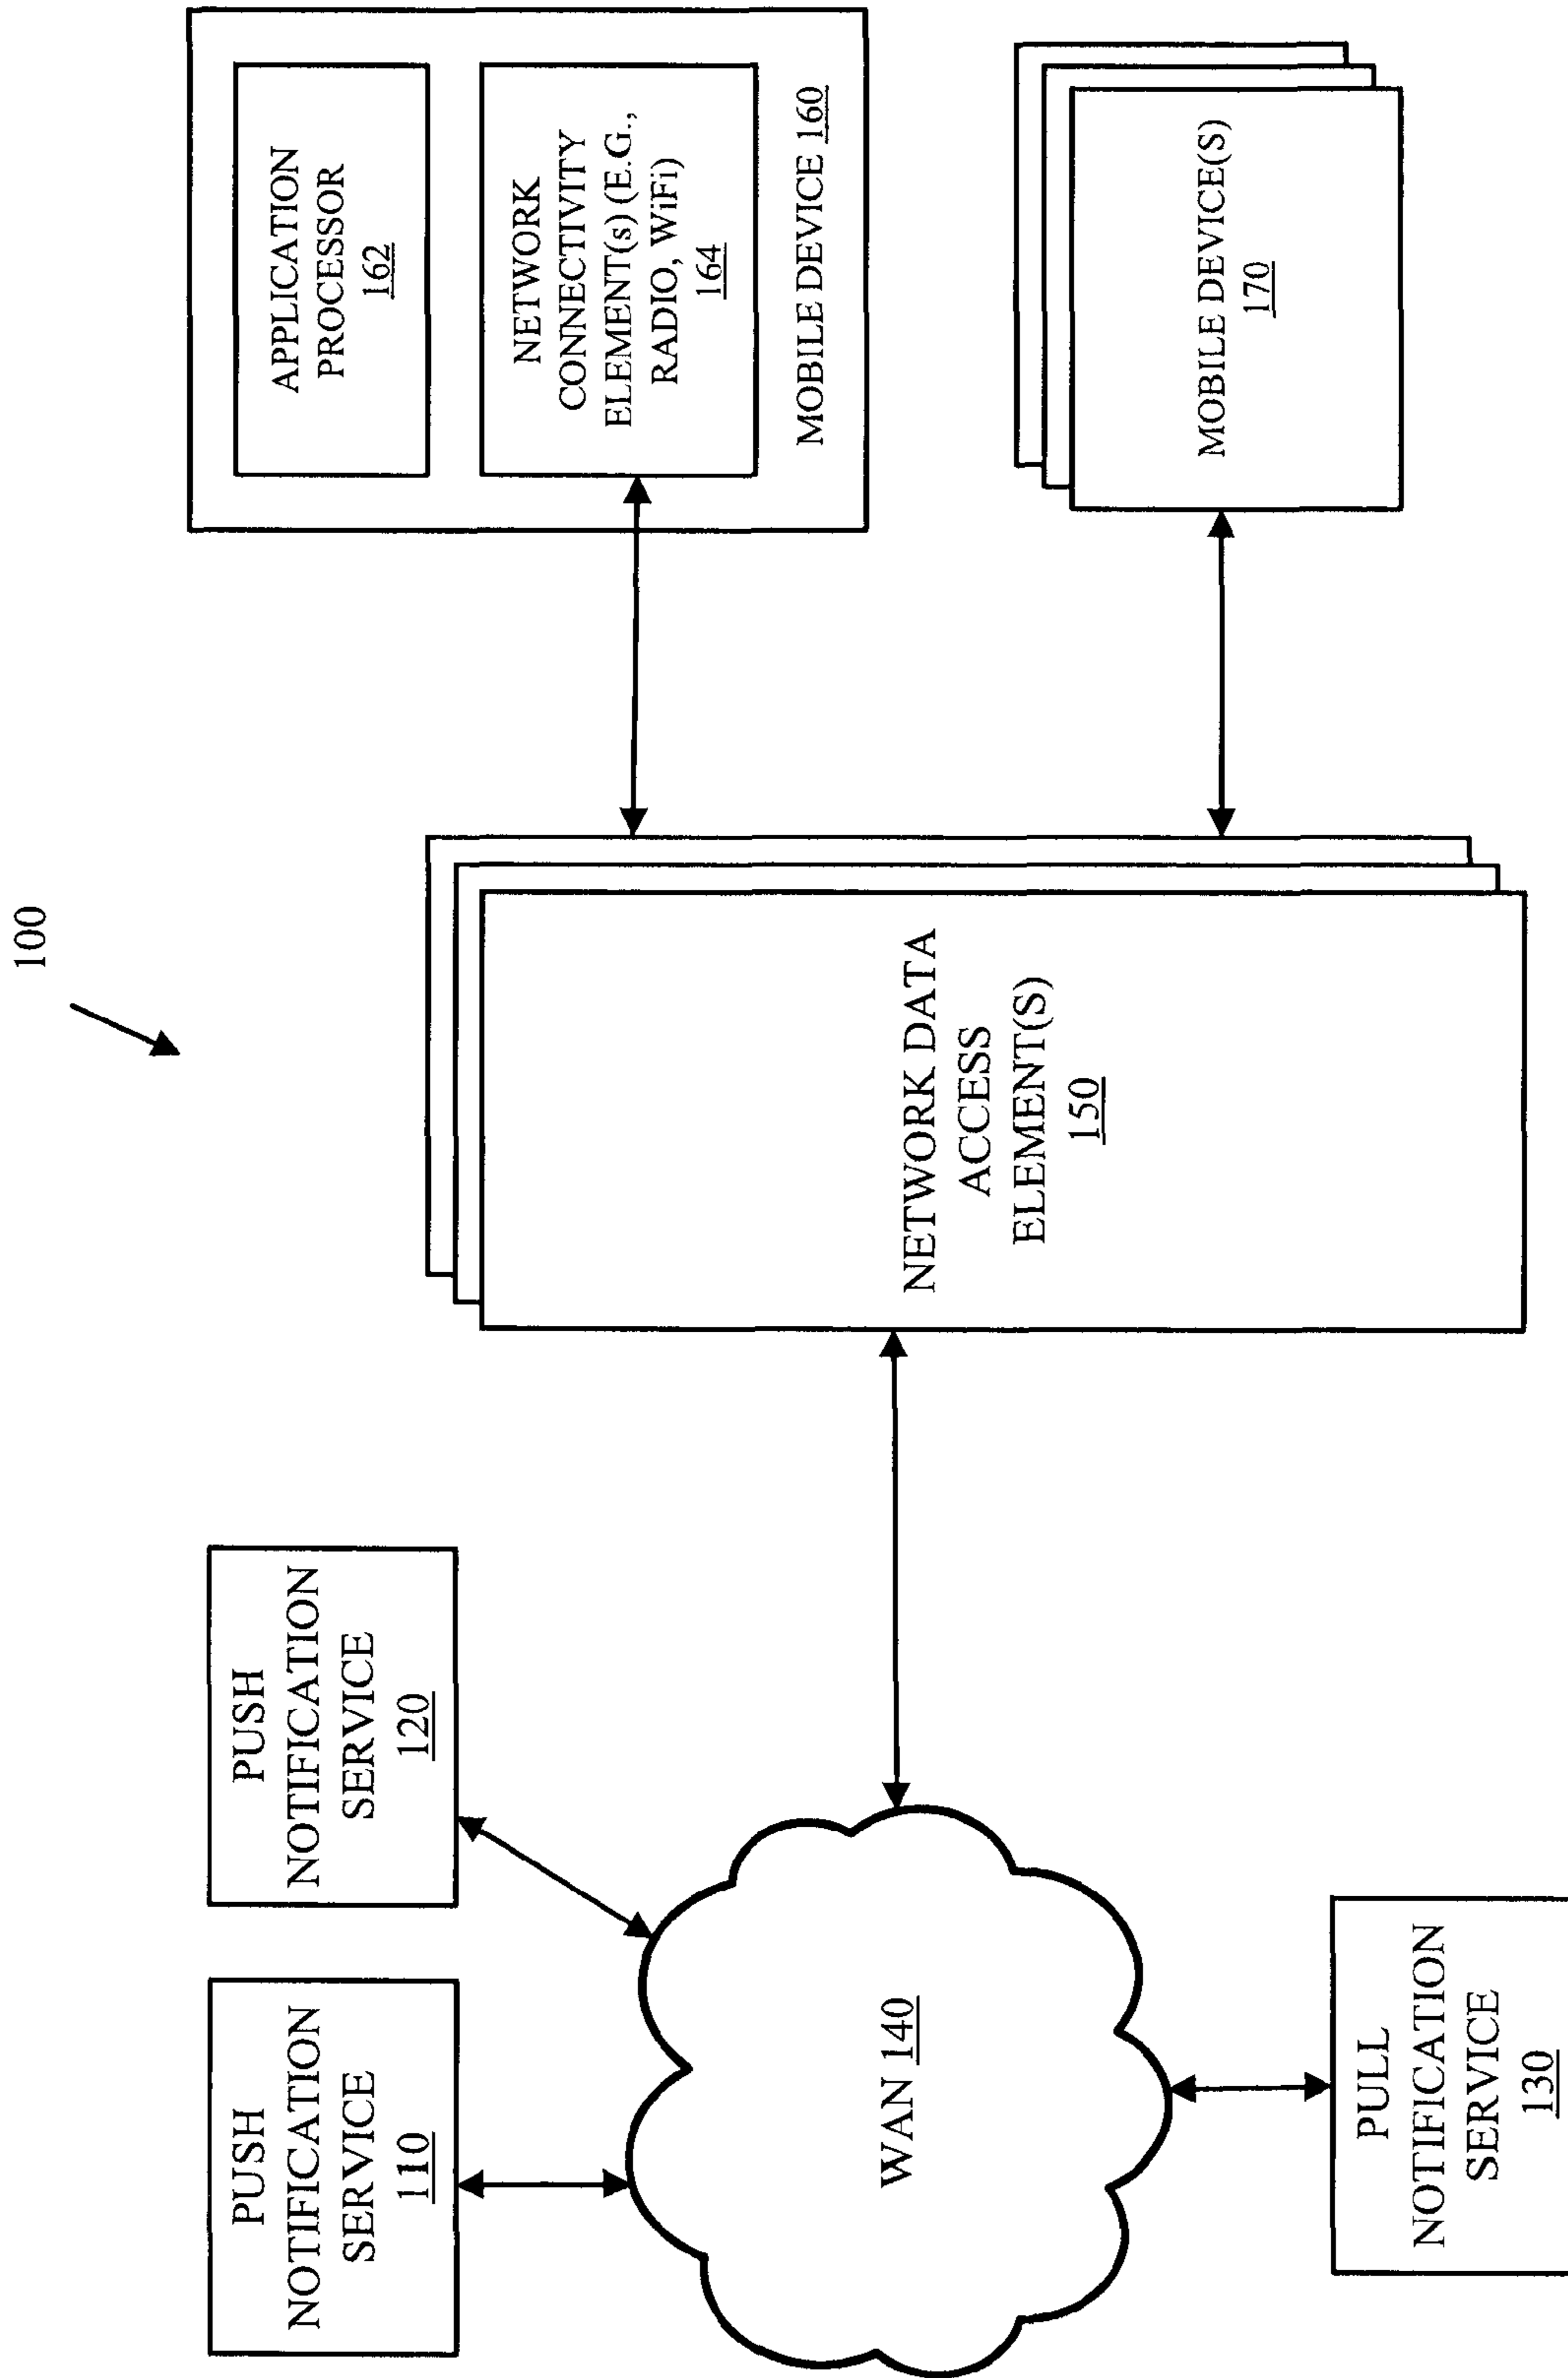 100
PUSH
NOTIFICATION
SERVICE
110
PUSH
NOTIFICATION
SERVICE
120
WAN 140
PULL
NOTIFICATION
SERVICE
130
NETWORK DATA
ACCESS
ELEMENT(S)
150
APPLICATION
PROCESSOR
162
NETWORK
CONNECTIVITY
ELEMENT(s) (E.G.,
RADIO, WiFi)
164
MOBILE DEVICE 160
MOBILE DEVICE(S)
170